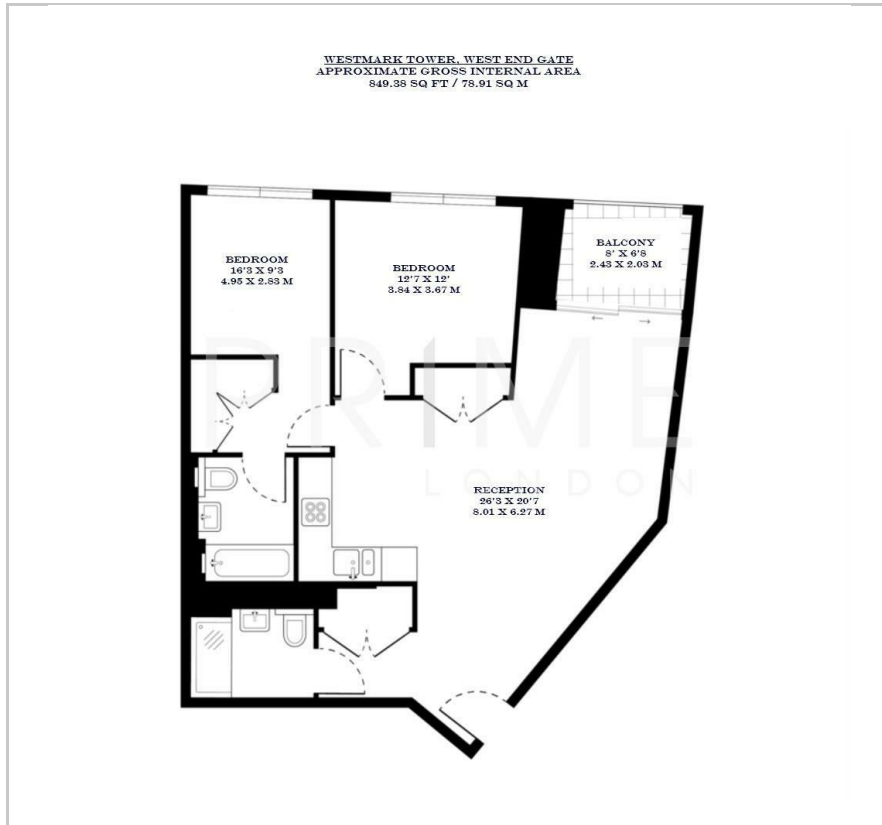 WESTMARK TOWER, WEST END GATE
APPROXIMATE GROSS INTERNAL AREA
849.38 SQ FT / 78.91 SQ M
BALCONY
8' X 6'8
2.43 X 2.03 M
BEDROOM
16'3 X 9'3
4.95 X 2.83 M
BEDROOM
12'7 X 12'
3.84 X 3.67 M
PRIME
LONDON
RECEPTION
26'3 X 20'7
8.01 X 6.27 M